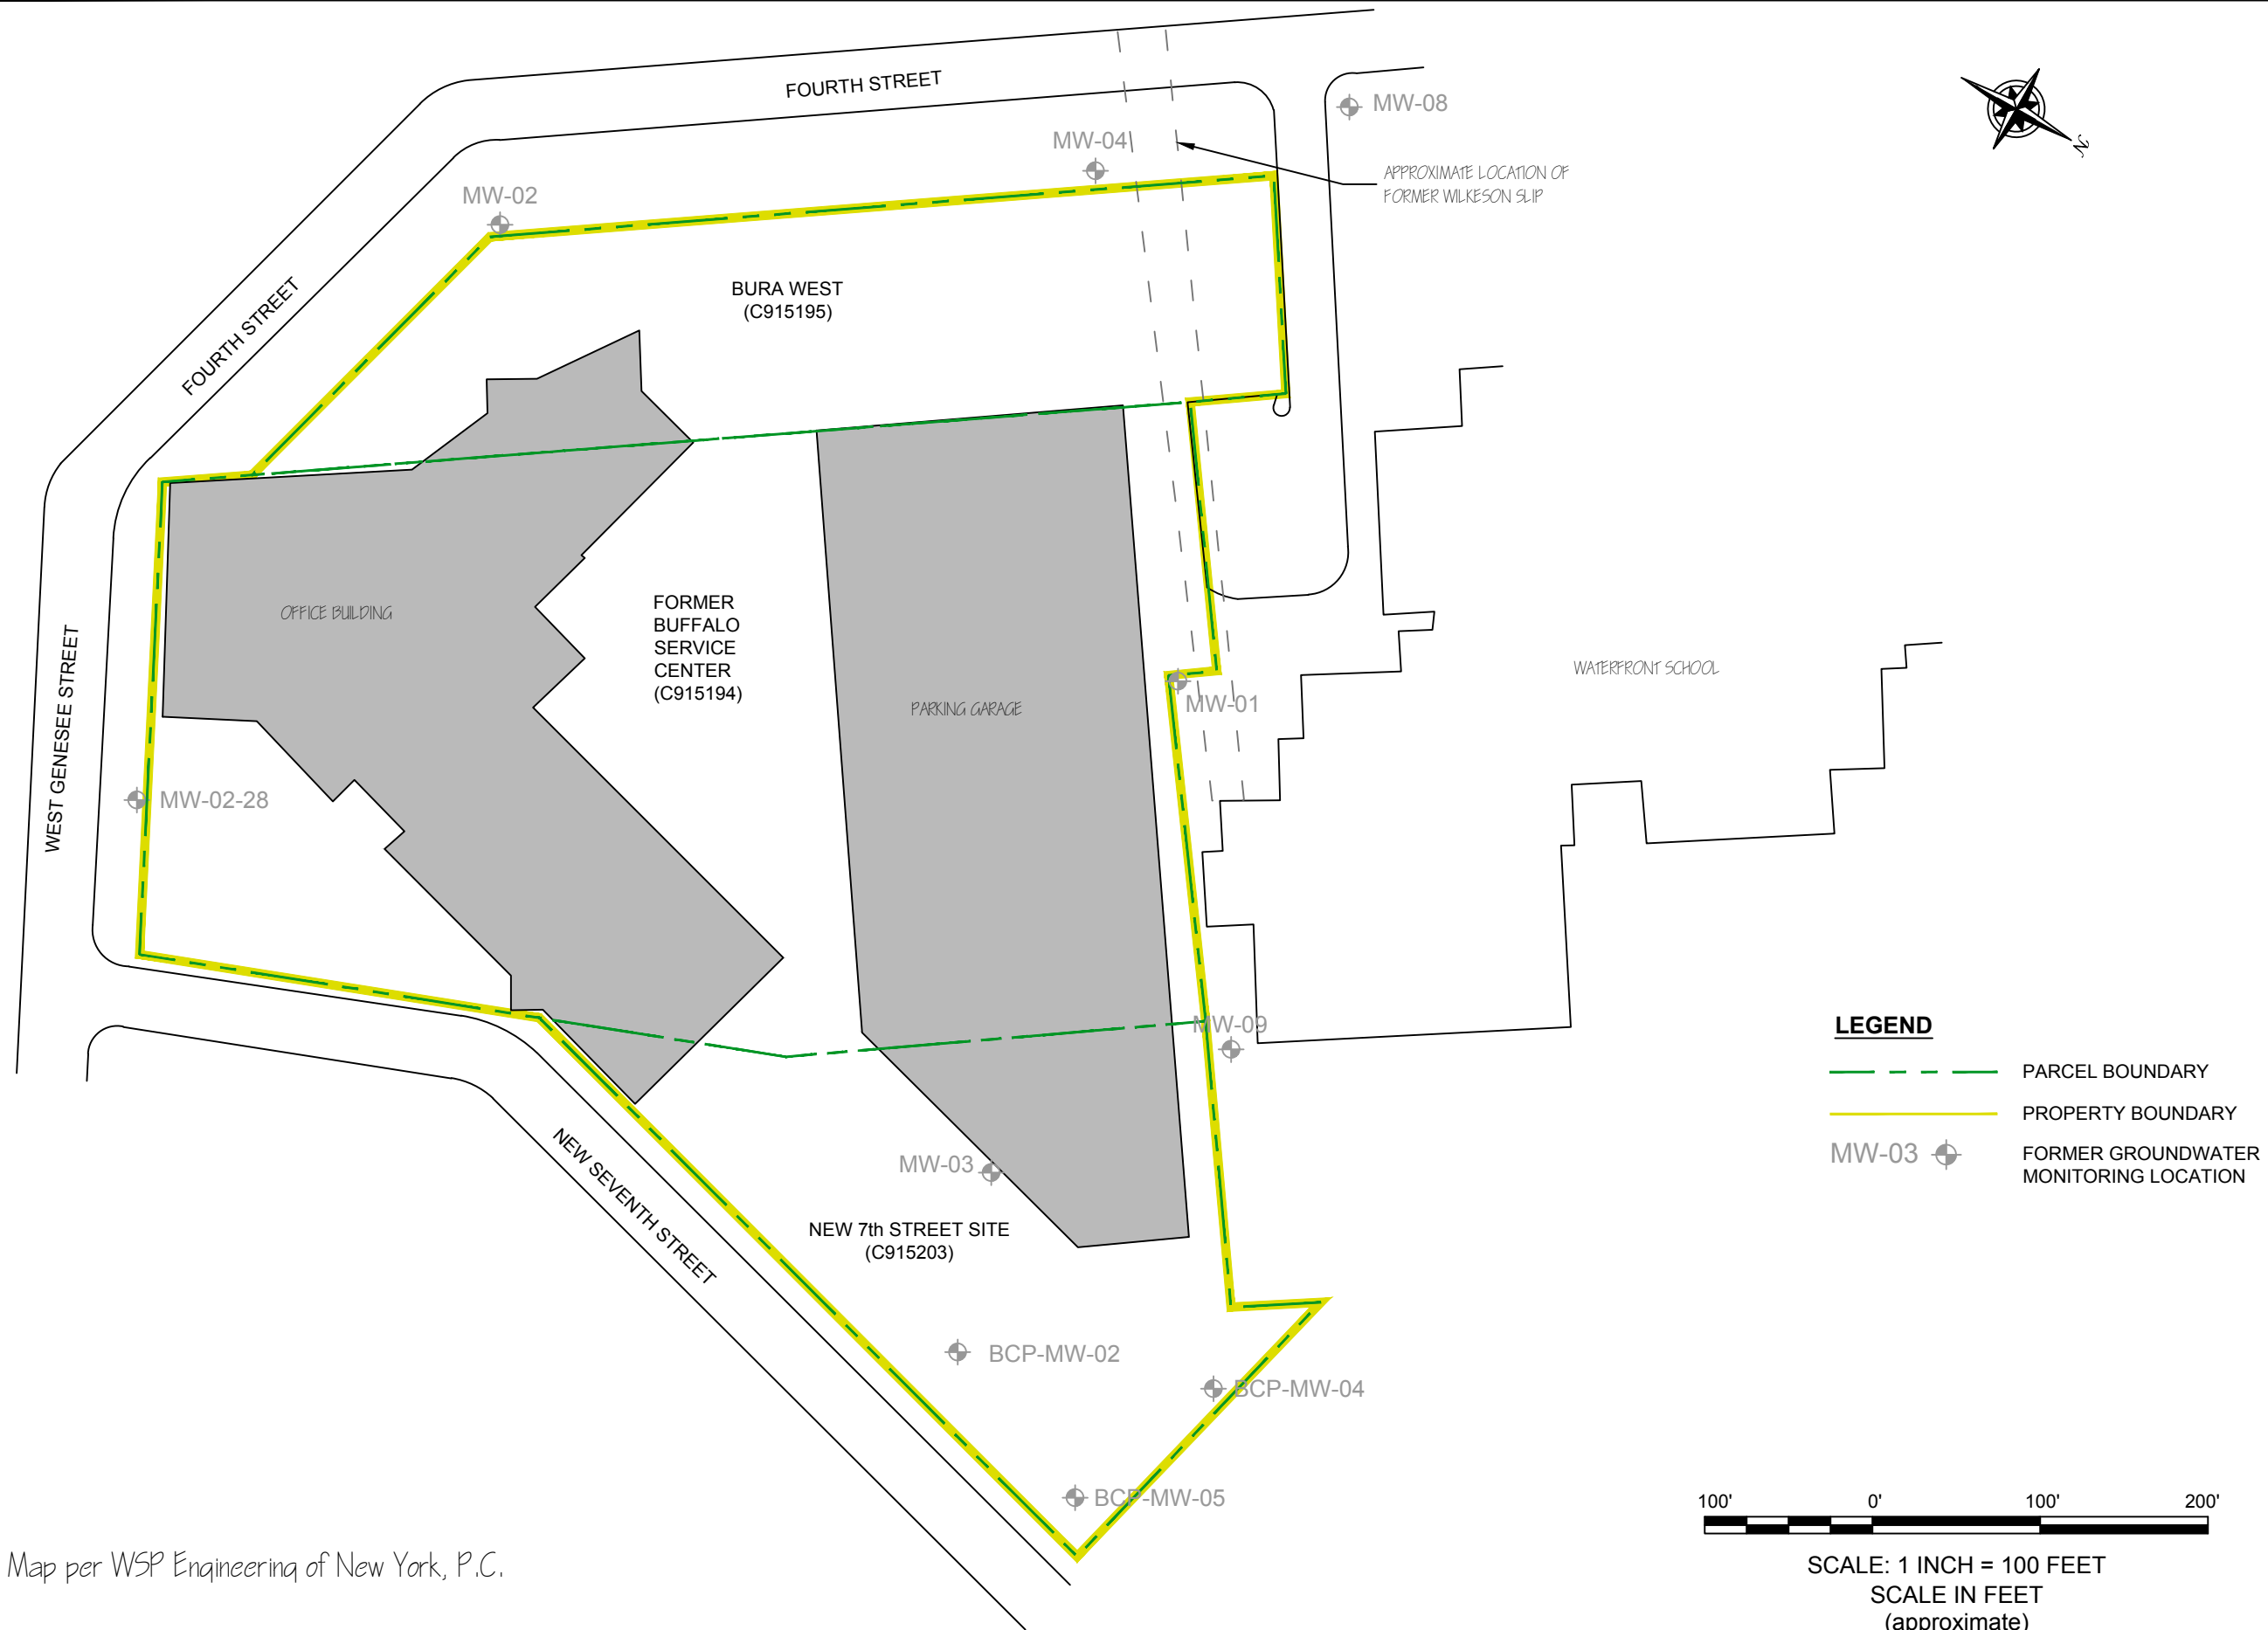 FOURTH STREET
MW-08
MW-04
APPROXIMATE LOCATION OF
FORMER WILKESON SLIP
N
MW-02
BURA WEST
(C915195)
FOURTH STREET
OFFICE BUILDING
FORMER
BUFFALO
SERVICE
CENTER
(C915194)
WEST GENESEE STREET
PARKING GARAGE
MW-01
WATERFRONT SCHOOL
MW-02-28
MW-09
LEGEND
PARCEL BOUNDARY
PROPERTY BOUNDARY
MW-03
FORMER GROUNDWATER
MONITORING LOCATION
MW-03
NEW SEVENTH STREET
NEW 7th STREET SITE
(C915203)
BCP-MW-02
BCP-MW-04
BCP-MW-05
100' 0' 100' 200'
SCALE: 1 INCH = 100 FEET
SCALE IN FEET
(approximate)
Map per WSP Engineering of New York, P.C.